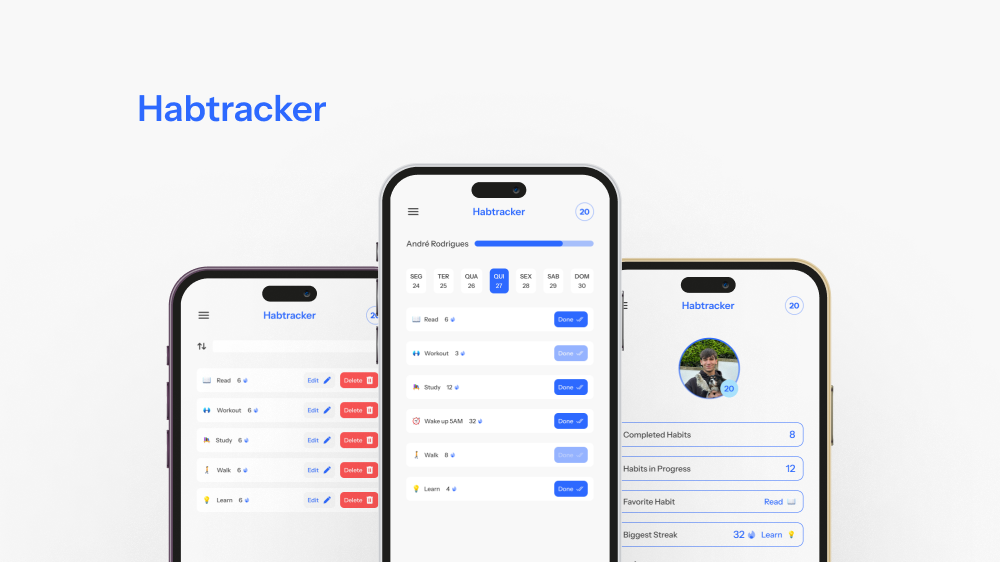 Habtracker
Habtracker
20
André Rodrigues
SEG TER QUA QUI SEX SAB DOM
24 25 26 27 28 29 30
Read 6 Done
Workout 3 Done
Study 12 Done
Wake up 5AM 32 Done
Walk 8 Done
Learn 4 Done
Habtracker
Read 6 Edit Delete
Workout 6 Edit Delete
Study 6 Edit Delete
Walk 6 Edit Delete
Learn 6 Edit Delete
Habtracker
20
20
Completed Habits 8
Habits in Progress 12
Favorite Habit Read
Biggest Streak 32 Learn